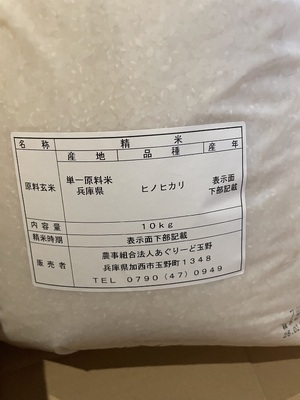 名称 精米
産地 品種 産年
原料玄米 単一原料米 兵庫県 ヒノヒカリ 表示面下部記載
内容量 10kg
精米時期 表示面下部記載
販売者 農事組合法人あぐりーど玉野
兵庫県加西市玉野町1348
TEL 0790(47)0949